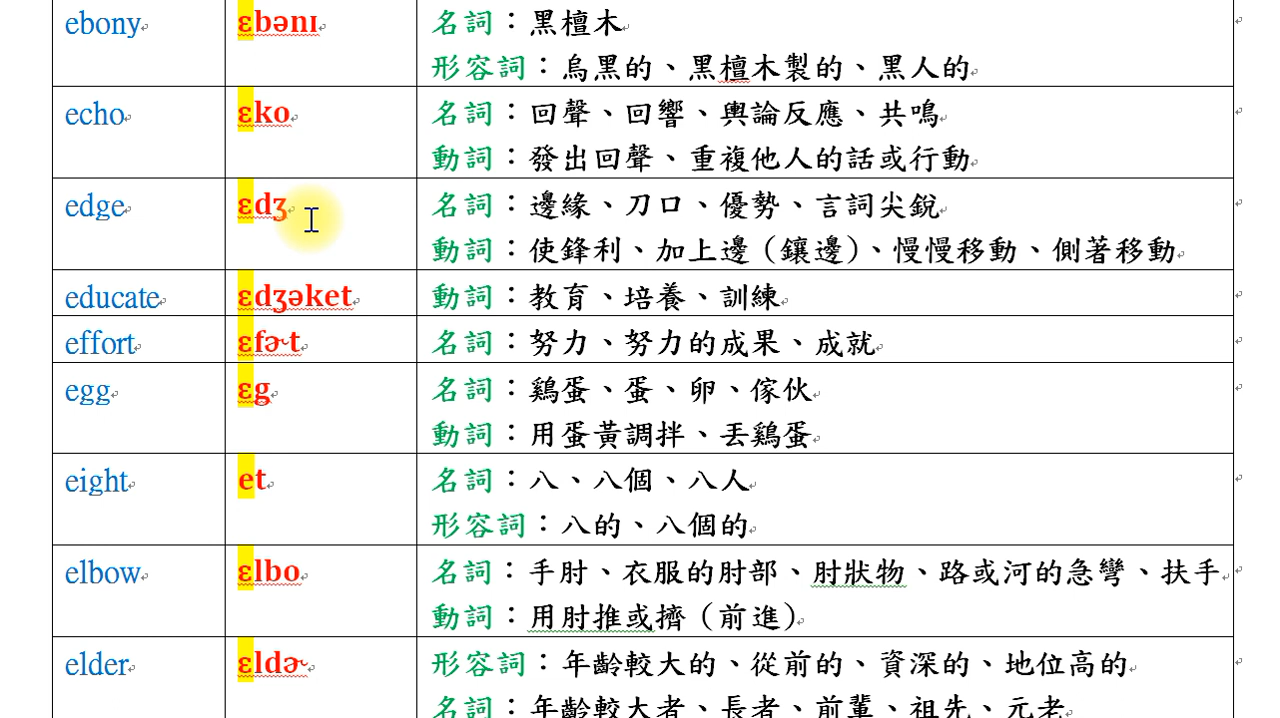 ebony ɛbənɪ 名詞：黑檀木
形容詞：烏黑的、黑檀木製的、黑人的
echo ɛko 名詞：回聲、回響、輿論反應、共鳴
動詞：發出回聲、重複他人的話或行動
edge ɛdʒ 名詞：邊緣、刀口、優勢、言詞尖銳
動詞：使鋒利、加上邊（鑲邊）、慢慢移動、側著移動
educate ɛdʒəket 動詞：教育、培養、訓練
effort ɛfɚt 名詞：努力、努力的成果、成就
egg ɛg 名詞：鷄蛋、蛋、卵、傢伙
動詞：用蛋黃調拌、丟鷄蛋
eight et 名詞：八、八個、八人
形容詞：八的、八個的
elbow ɛlbo 名詞：手肘、衣服的肘部、肘狀物、路或河的急彎、扶手
動詞：用肘推或擠（前進）
elder ɛldɚ 形容詞：年齡較大的、從前的、資深的、地位高的
名詞：年齡較大者、長者、前輩、祖先、元老